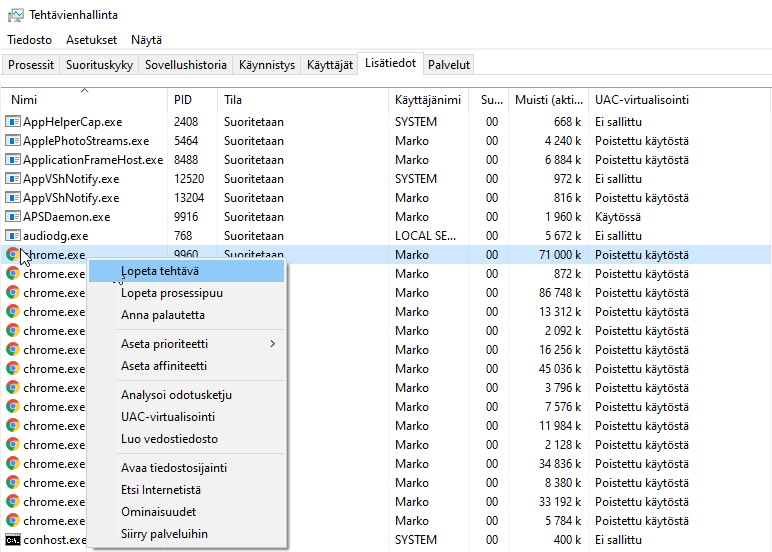 Tehtävienhallinta
Tiedosto Asetukset Näytä
Prosessit Suorituskyky Sovellushistoria Käynnistys Käyttäjät Lisätiedot Palvelut
Nimi PID Tila Käyttäjänimi Su... Muisti (akti... UAC-virtualisointi
AppHelperCap.exe 2408 Suoritetaan SYSTEM 00 668 k Ei sallittu
ApplePhotoStreams.exe 5464 Suoritetaan Marko 00 4 240 k Poistettu käytöstä
ApplicationFrameHost.exe 8488 Suoritetaan Marko 00 6 884 k Poistettu käytöstä
AppVShNotify.exe 12520 Suoritetaan SYSTEM 00 972 k Ei sallittu
AppVShNotify.exe 13204 Suoritetaan Marko 00 816 k Poistettu käytöstä
APSDaemon.exe 9916 Suoritetaan Marko 00 1 960 k Käytössä
audiodg.exe 768 Suoritetaan LOCAL SE... 00 5 672 k Ei sallittu
chrome.exe 9960 Suoritetaan Marko 00 71 000 k Poistettu käytöstä
chrome.exe Marko 00 872 k Poistettu käytöstä
chrome.exe Marko 00 86 748 k Poistettu käytöstä
chrome.exe Marko 00 13 312 k Poistettu käytöstä
chrome.exe Marko 00 2 092 k Poistettu käytöstä
chrome.exe Marko 00 16 256 k Poistettu käytöstä
chrome.exe Marko 00 45 036 k Poistettu käytöstä
chrome.exe Marko 00 3 796 k Poistettu käytöstä
chrome.exe Marko 00 7 576 k Poistettu käytöstä
chrome.exe Marko 00 11 984 k Poistettu käytöstä
chrome.exe Marko 00 2 128 k Poistettu käytöstä
chrome.exe Marko 00 34 836 k Poistettu käytöstä
chrome.exe Marko 00 8 380 k Poistettu käytöstä
chrome.exe Marko 00 33 192 k Poistettu käytöstä
chrome.exe Marko 00 5 784 k Poistettu käytöstä
conhost.exe SYSTEM 00 400 k Ei sallittu
Lopeta tehtävä
Lopeta prosessipuu
Anna palautetta
Aseta prioriteetti
Aseta affiniteetti
Analysoi odotusketju
UAC-virtualisointi
Luo vedostiedosto
Avaa tiedostosijainti
Etsi Internetistä
Ominaisuudet
Siirry palveluihin